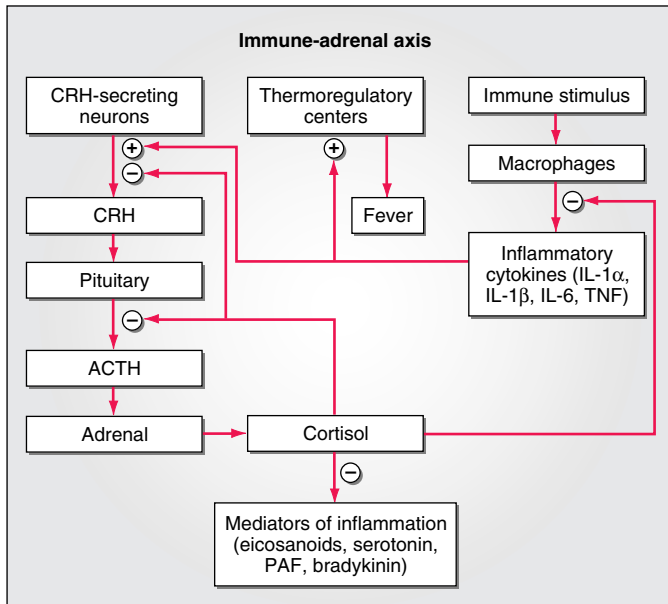 Immune-adrenal axis
CRH-secreting
neurons
Thermoregulatory
centers
Immune stimulus
+
+
−
Macrophages
−
CRH
Fever
Inflammatory
cytokines (IL-1α,
IL-1β, IL-6, TNF)
Pituitary
−
ACTH
Adrenal
Cortisol
−
Mediators of inflammation
(eicosanoids, serotonin,
PAF, bradykinin)